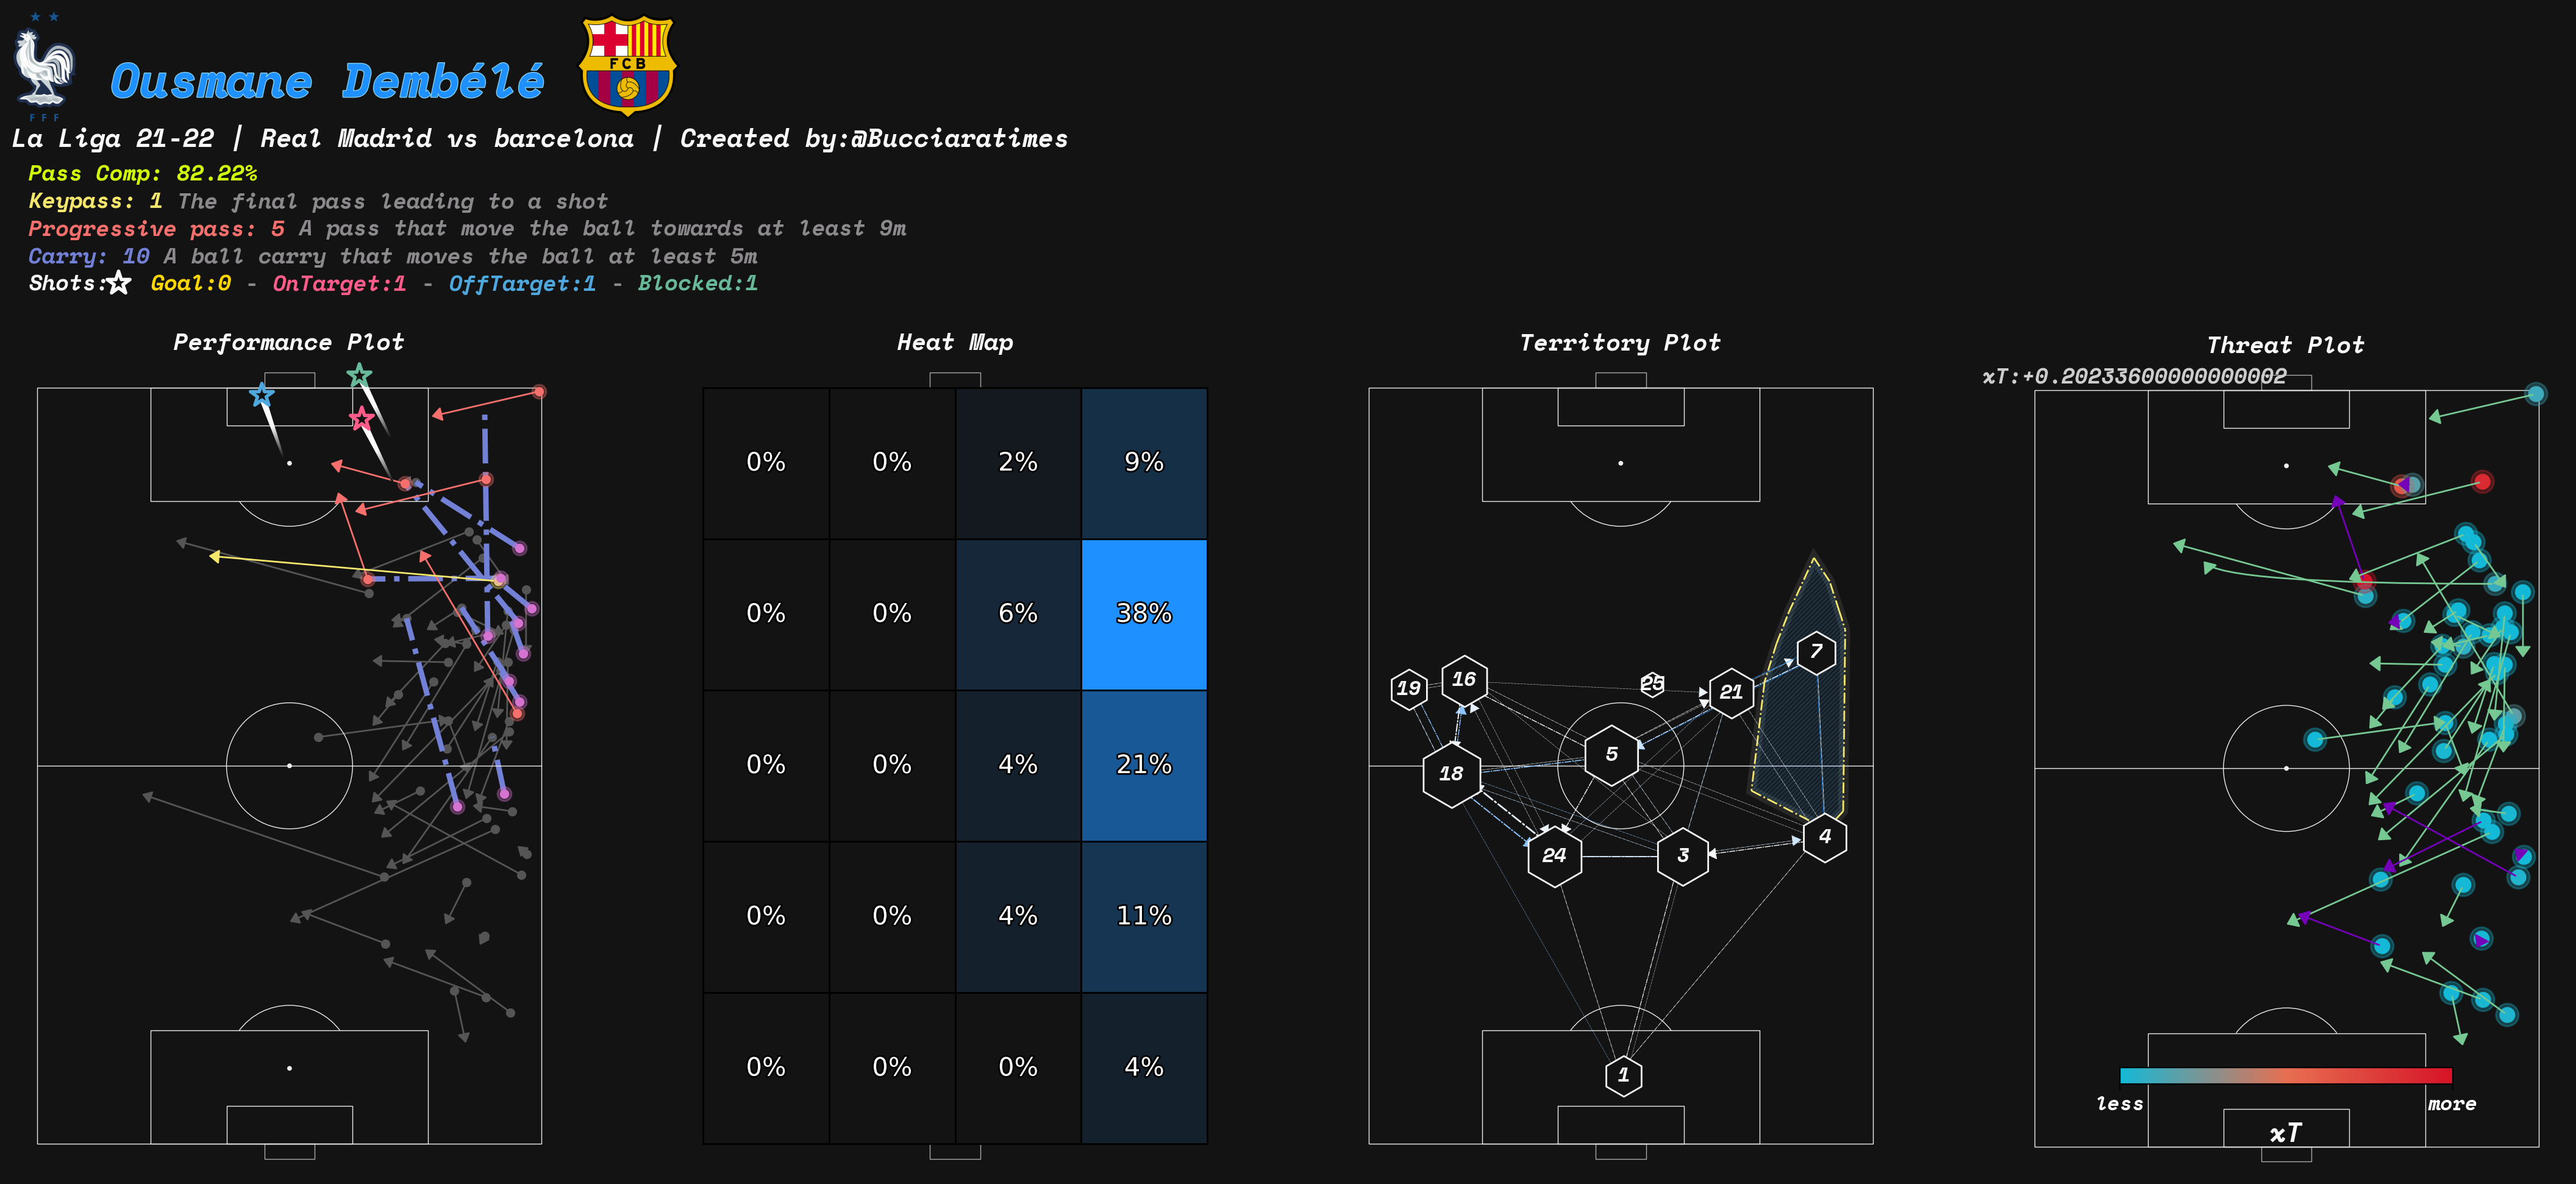 Ousmane Dembélé
FCB
FFF
La Liga 21-22 | Real Madrid vs barcelona | Created by:@Bucciaratimes
Pass Comp: 82.22%
Keypass: 1 The final pass leading to a shot
Progressive pass: 5 A pass that move the ball towards at least 9m
Carry: 10 A ball carry that moves the ball at least 5m
Shots: Goal:0 - OnTarget:1 - OffTarget:1 - Blocked:1
Performance Plot
Heat Map
0% 0% 2% 9%
0% 0% 6% 38%
0% 0% 4% 21%
0% 0% 4% 11%
0% 0% 0% 4%
Territory Plot
7
19 16 25 21
5
18
24 3 4
1
Threat Plot
xT:+0.20233600000000002
less more
xT